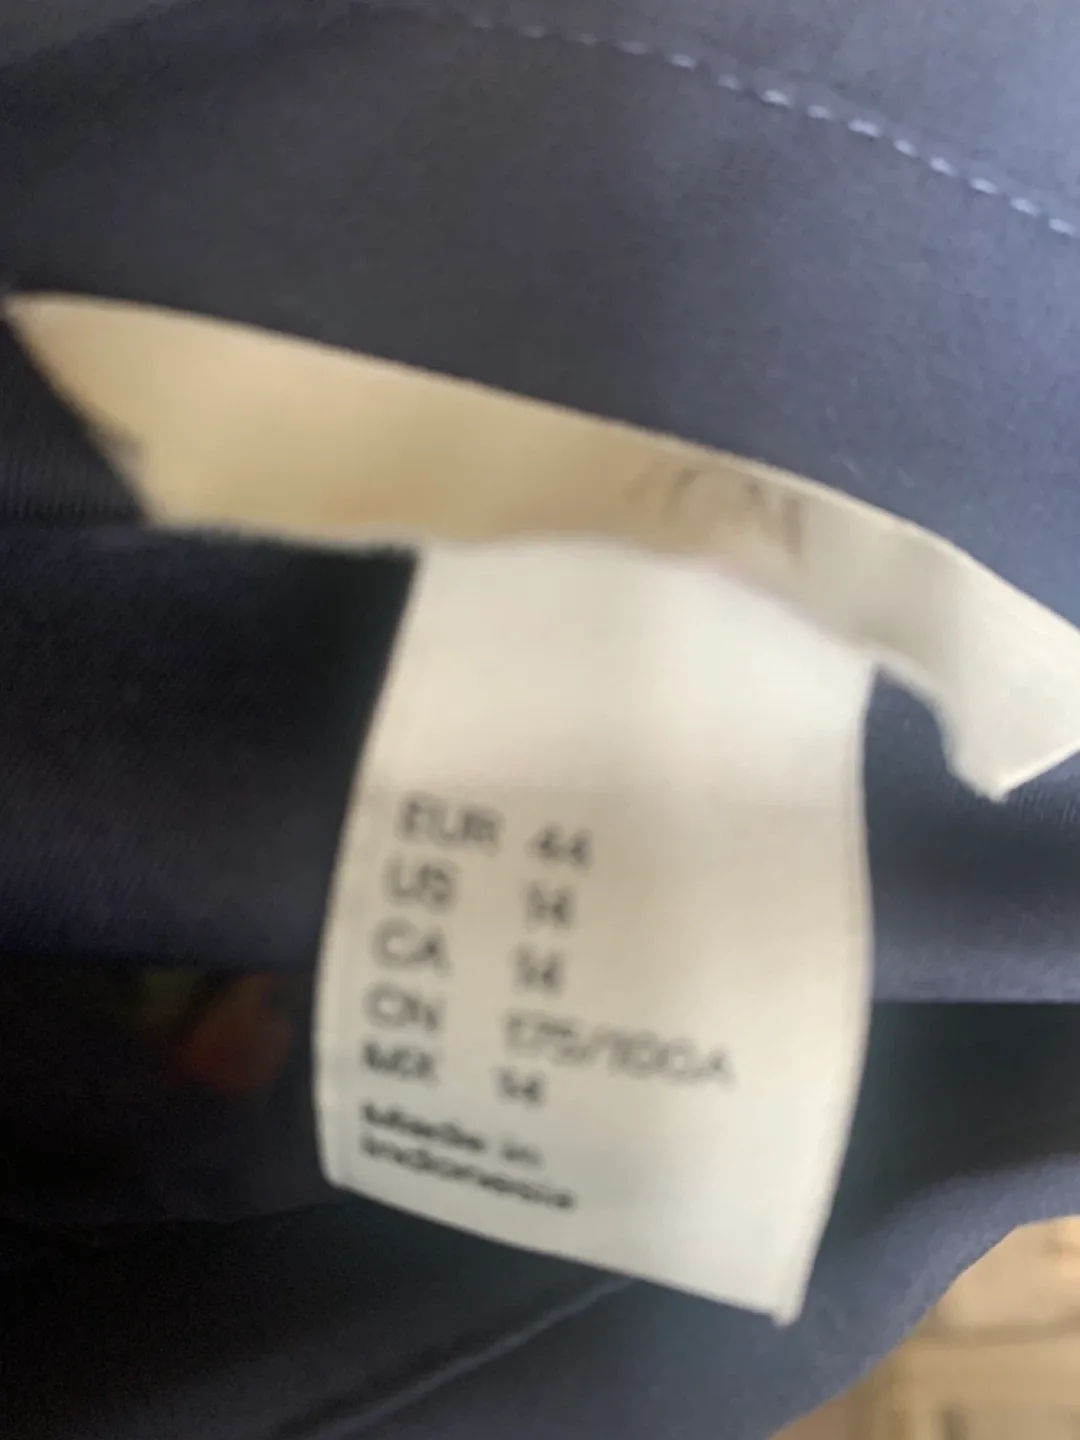 EUR 44
US 14
CA 14
CN 175/100A
MX 14
Made in
Indonesia